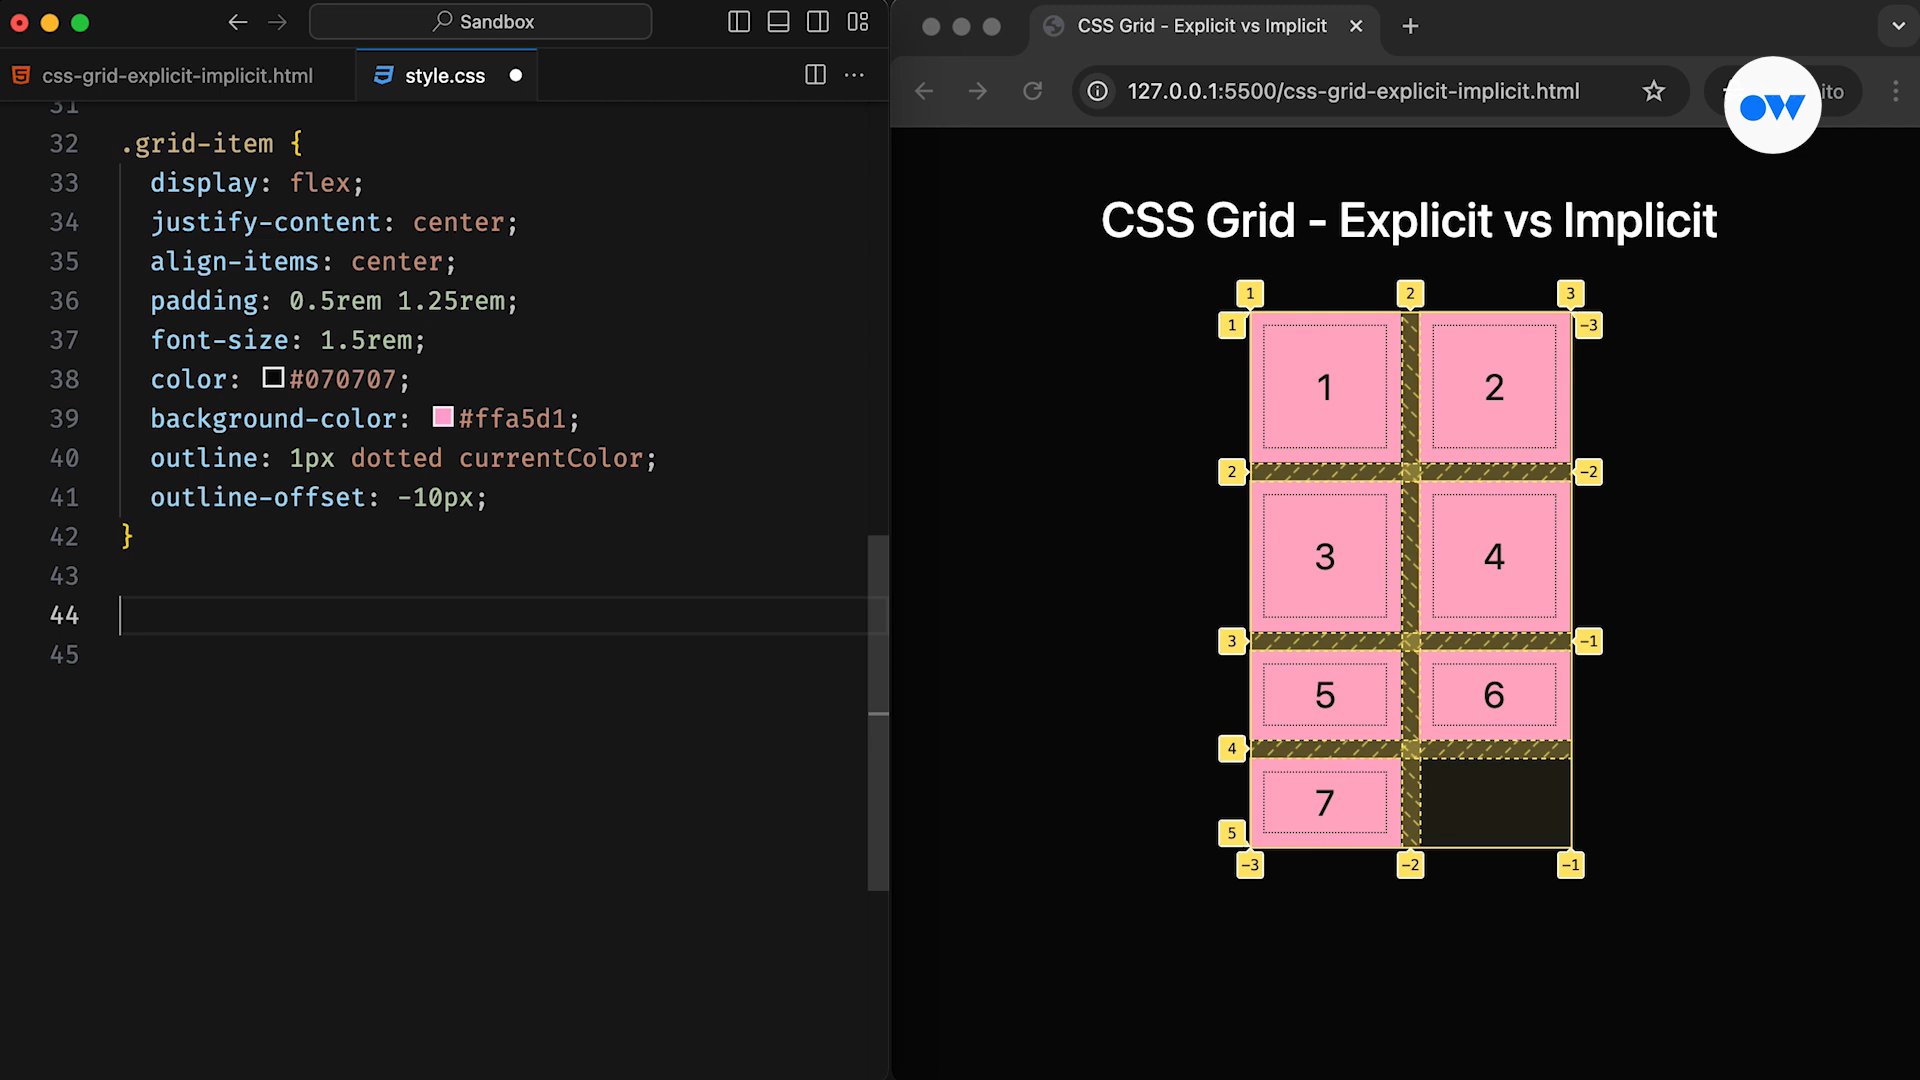 Sandbox
css-grid-explicit-implicit.html
style.css
31
32 .grid-item {
33 display: flex;
34 justify-content: center;
35 align-items: center;
36 padding: 0.5rem 1.25rem;
37 font-size: 1.5rem;
38 color: #070707;
39 background-color: #ffa5d1;
40 outline: 1px dotted currentColor;
41 outline-offset: -10px;
42 }
43
44
45
CSS Grid - Explicit vs Implicit
127.0.0.1:5500/css-grid-explicit-implicit.html
ito
OW
CSS Grid - Explicit vs Implicit
1 2 3
1 -3
1 2
2 -2
3 4
3 -1
5 6
4
7
5
-3 -2 -1